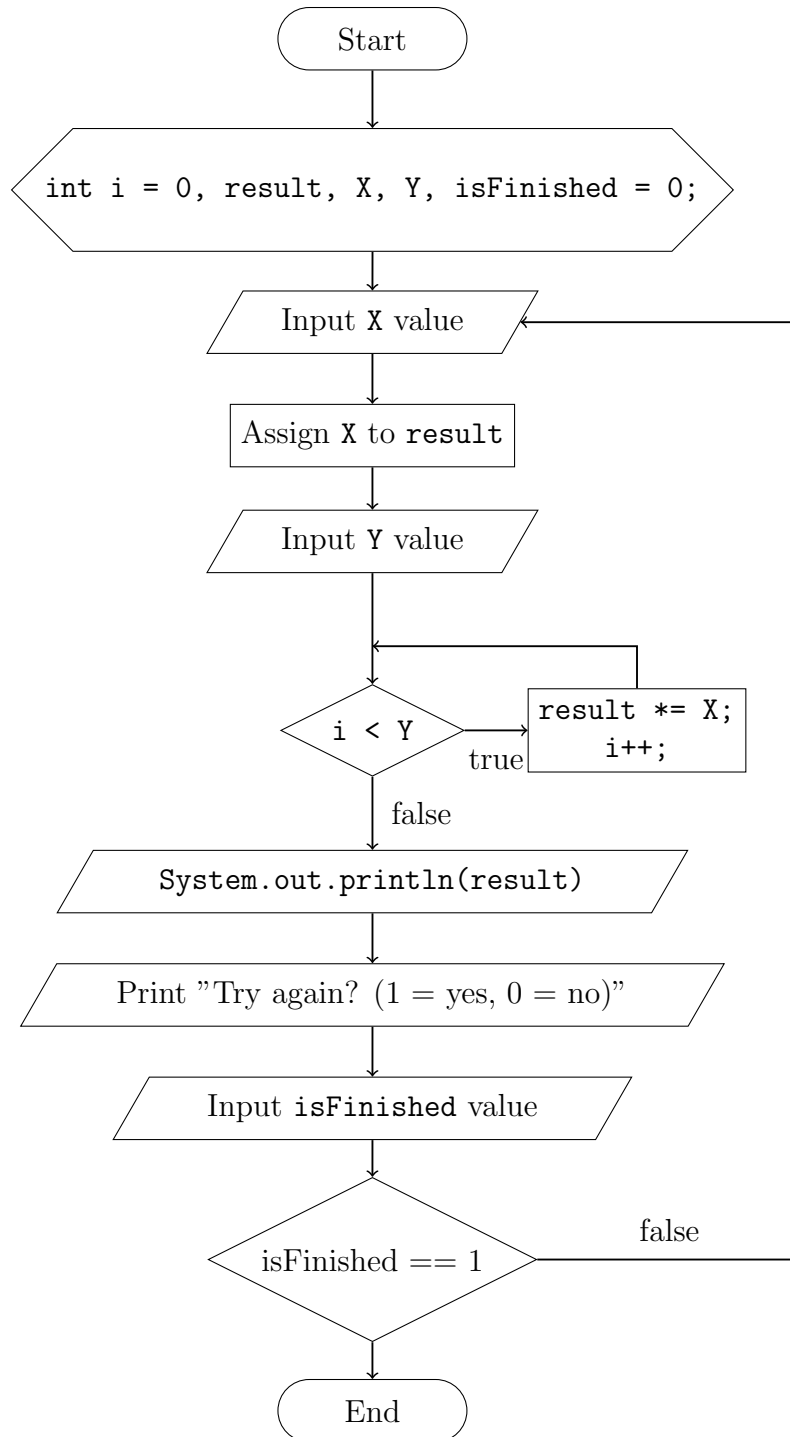 Start
int i = 0, result, X, Y, isFinished = 0;
Input X value
Assign X to result
Input Y value
i < Y
true
result *= X;
i++;
false
System.out.println(result)
Print ”Try again? (1 = yes, 0 = no)”
Input isFinished value
isFinished == 1
false
End